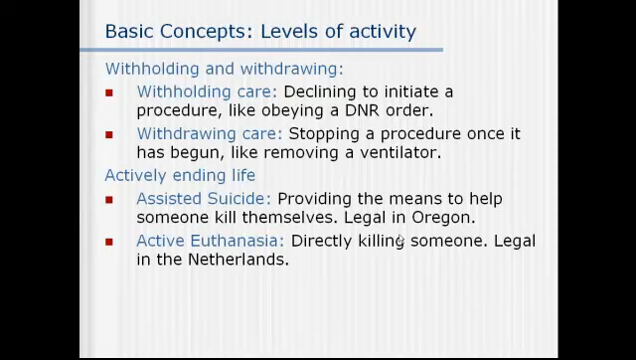 Basic Concepts: Levels of activity
Withholding and withdrawing:
Withholding care: Declining to initiate a
procedure, like obeying a DNR order.
Withdrawing care: Stopping a procedure once it
has begun, like removing a ventilator.
Actively ending life
Assisted Suicide: Providing the means to help
someone kill themselves. Legal in Oregon.
Active Euthanasia: Directly killing someone. Legal
in the Netherlands.